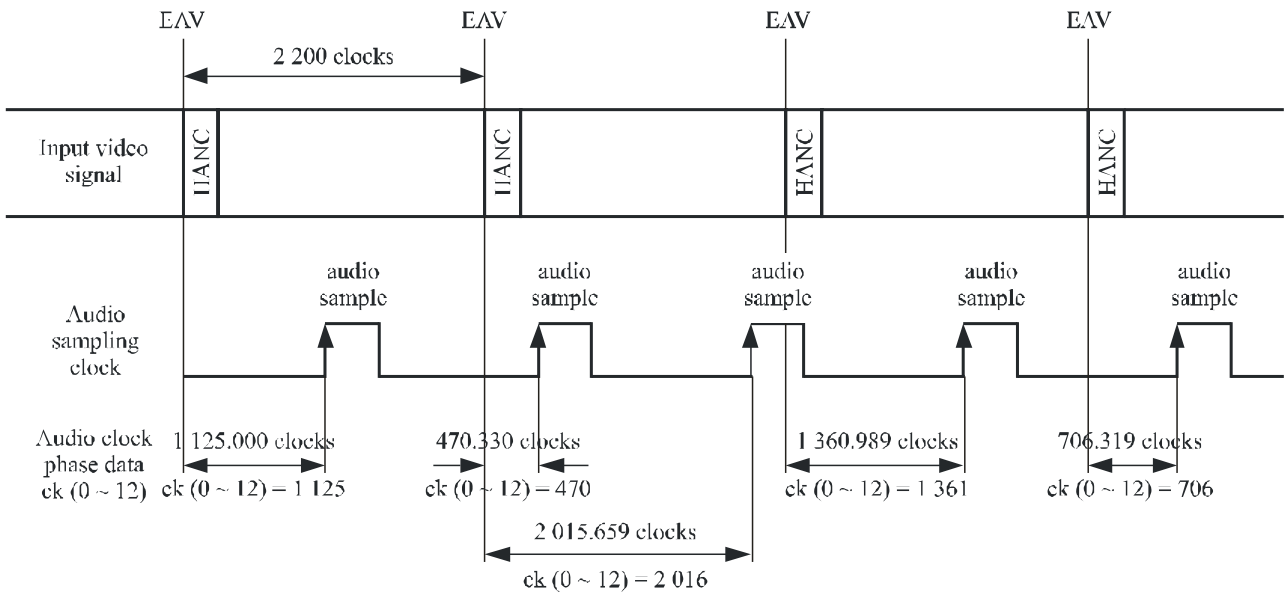 EAV EAV EAV EAV
2 200 clocks
Input video
signal
HANC HANC HANC HANC
audio
sample
audio
sample
audio
sample
audio
sample
audio
sample
Audio
sampling
clock
Audio clock
phase data
ck (0 ~ 12)
1 125.000 clocks
ck (0 ~ 12) = 1 125
470.330 clocks
ck (0 ~ 12) = 470
1 360.989 clocks
ck (0 ~ 12) = 1 361
706.319 clocks
ck (0 ~ 12) = 706
2 015.659 clocks
ck (0 ~ 12) = 2 016